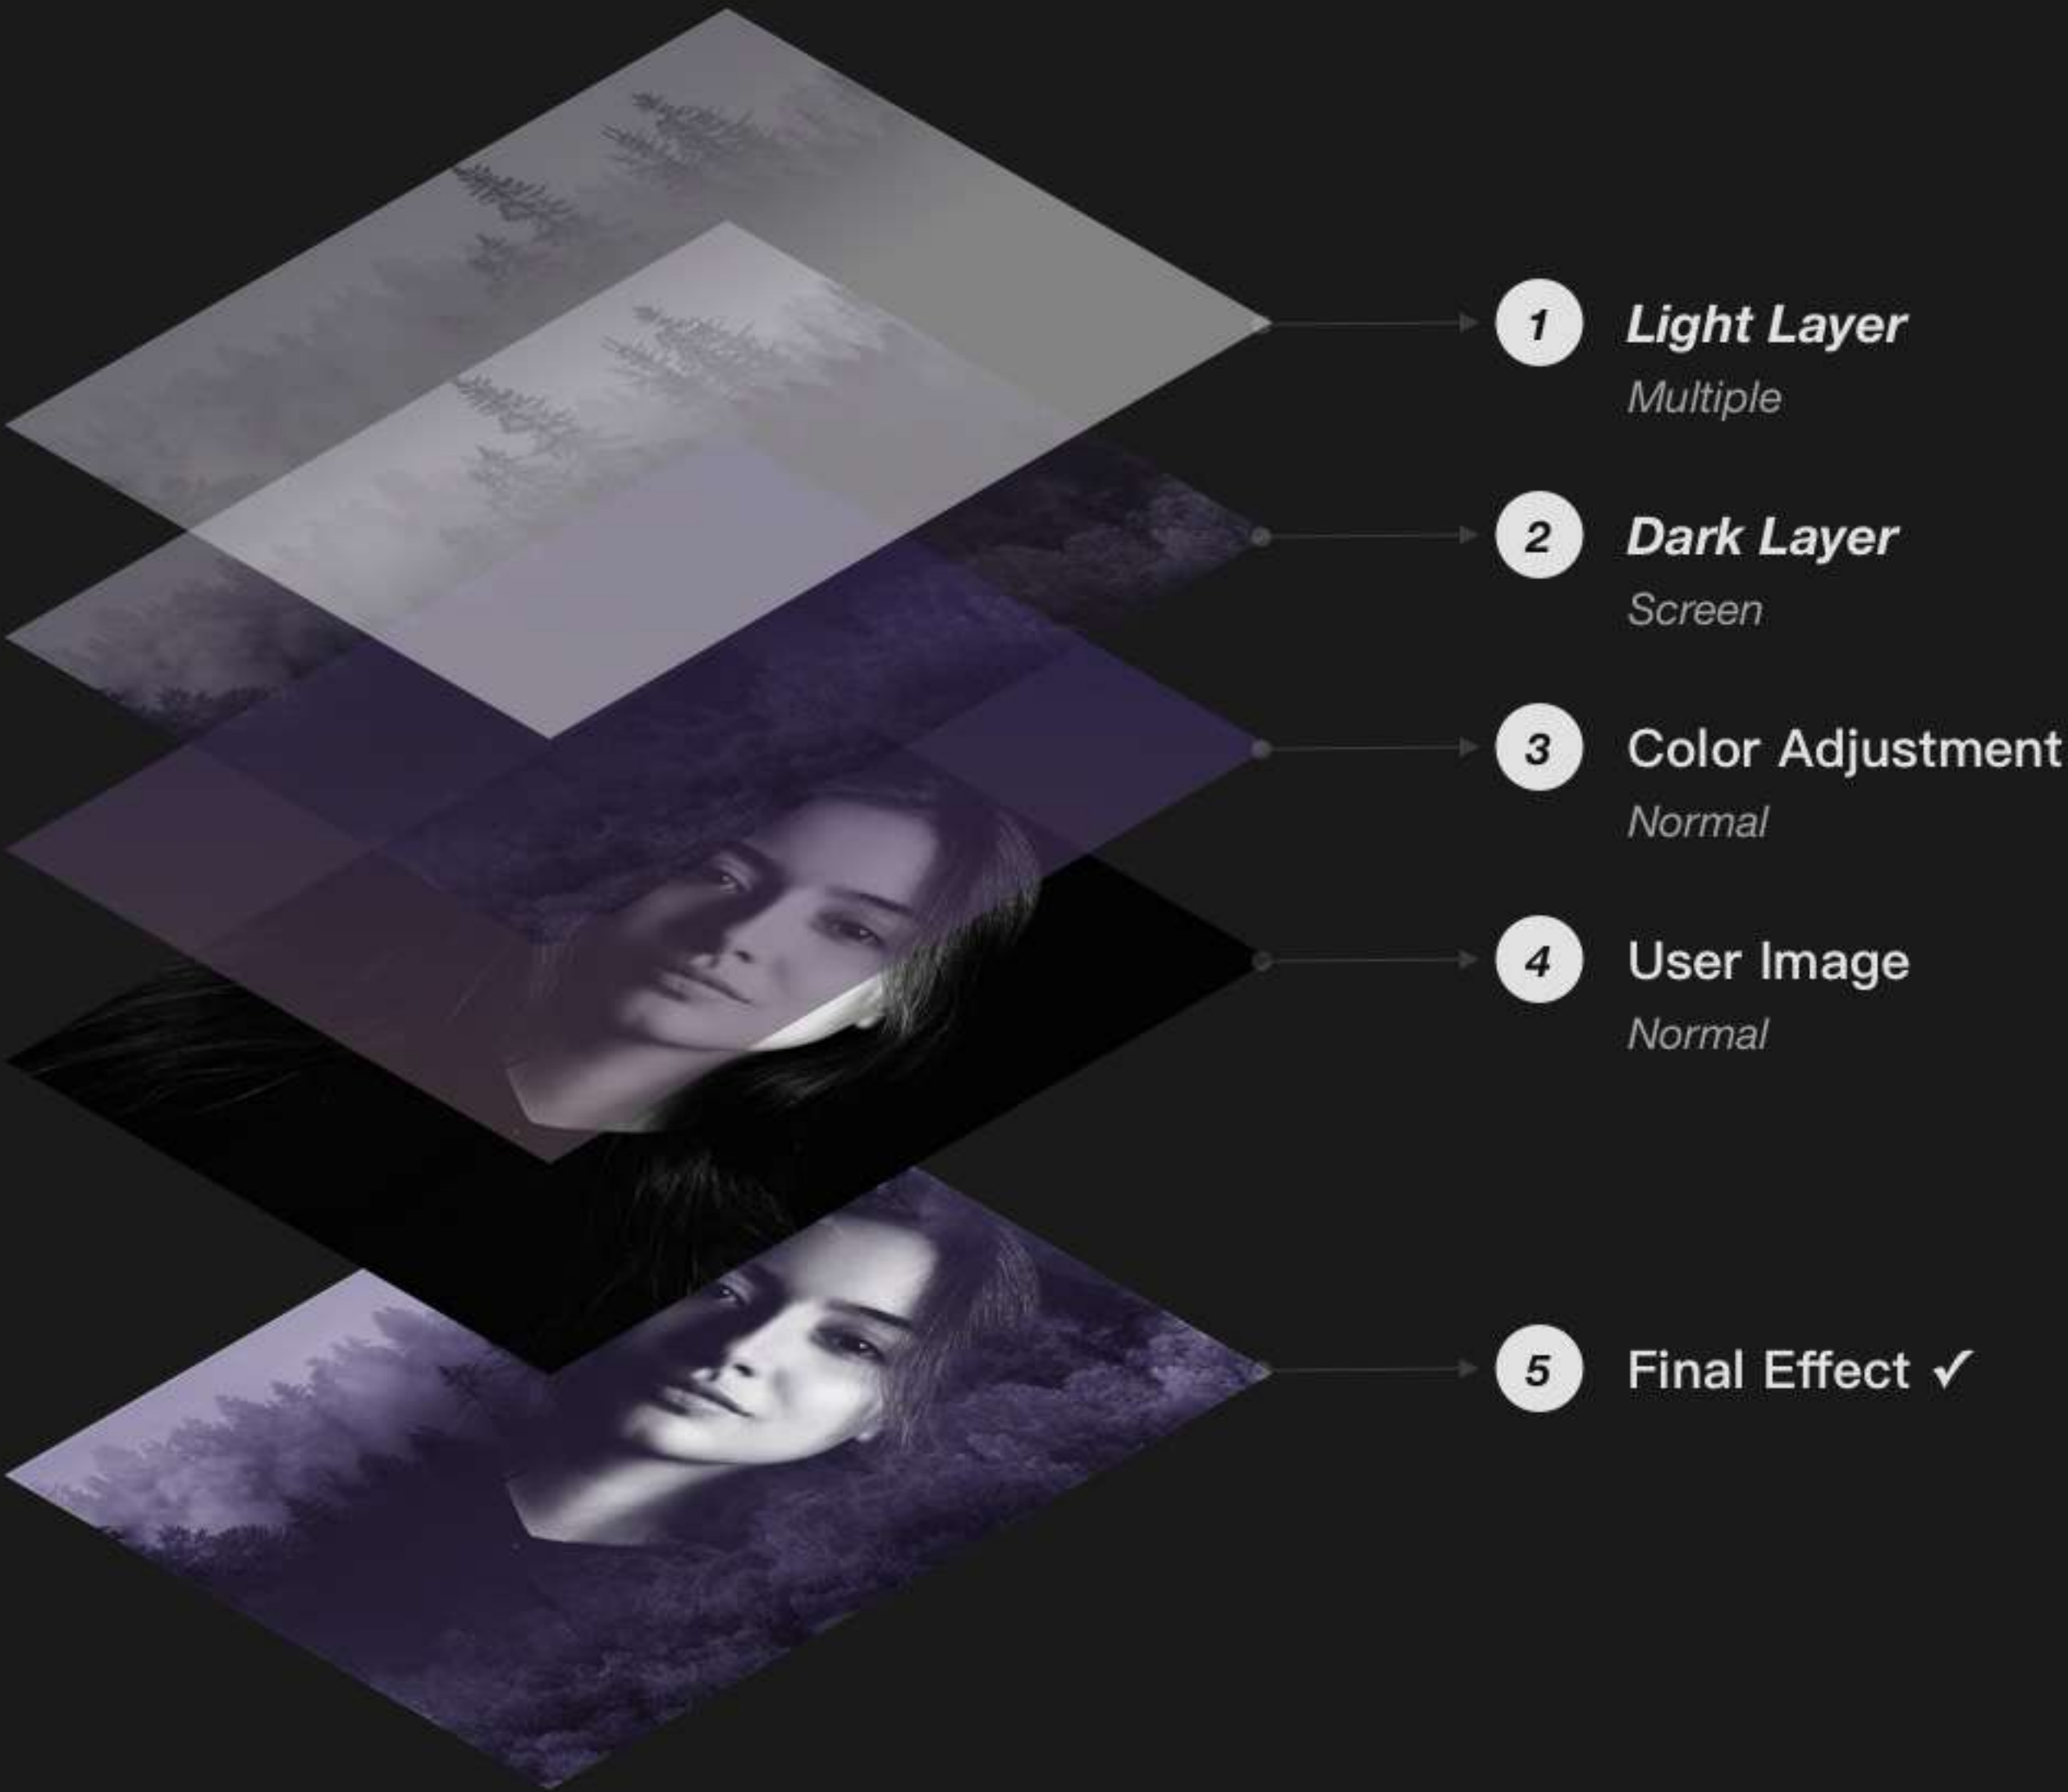 1 Light Layer
Multiple
2 Dark Layer
Screen
3 Color Adjustment
Normal
4 User Image
Normal
5 Final Effect ✓